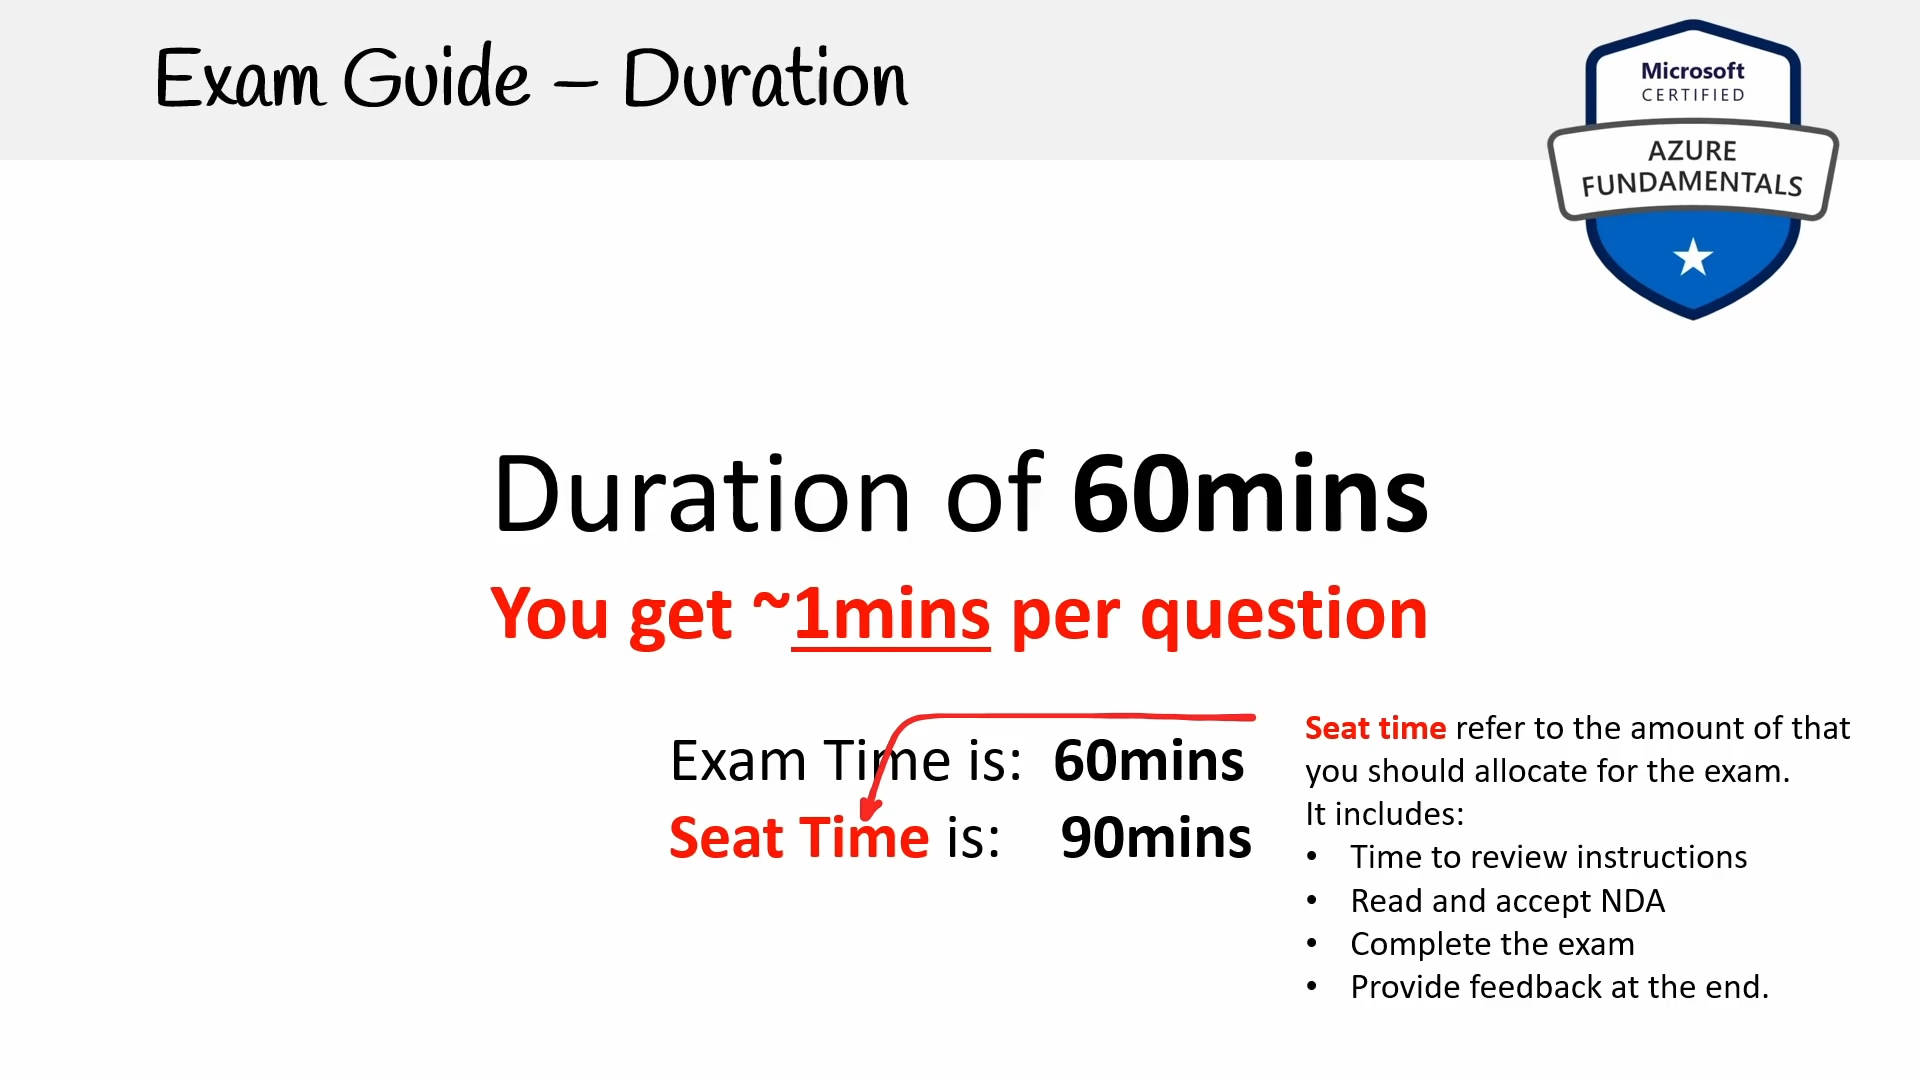 Exam Guide – Duration
Microsoft
CERTIFIED
AZURE
FUNDAMENTALS
Duration of 60mins
You get ~1mins per question
Exam Time is: 60mins
Seat Time is: 90mins
Seat time refer to the amount of that
you should allocate for the exam.
It includes:
• Time to review instructions
• Read and accept NDA
• Complete the exam
• Provide feedback at the end.